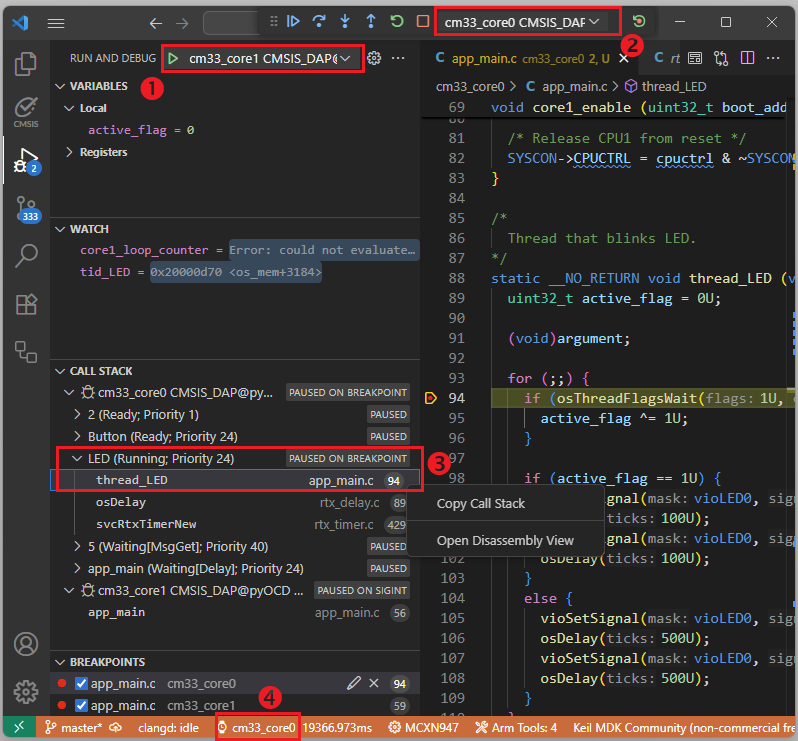 cm33_core0 CMSIS_DAP
2
RUN AND DEBUG
cm33_core1 CMSIS_DAP@
1
VARIABLES
Local
active_flag = 0
Registers
CMSIS
2
333
WATCH
core1_loop_counter = Error: could not evaluate…
tid_LED = 0x20000d70 <os_mem+3184>
CALL STACK
cm33_core0 CMSIS_DAP@py... PAUSED ON BREAKPOINT
2 (Ready; Priority 1) PAUSED
Button (Ready; Priority 24) PAUSED
LED (Running; Priority 24) PAUSED ON BREAKPOINT
3
thread_LED app_main.c 94
osDelay rtx_delay.c 89
svcRtxTimerNew rtx_timer.c 429
5 (Waiting[MsgGet]; Priority 40) PAUSED
app_main (Waiting[Delay]; Priority 24) PAUSED
cm33_core1 CMSIS_DAP@pyOCD ... PAUSED ON SIGINT
app_main app_main.c 56
BREAKPOINTS
app_main.c cm33_core0 94
app_main.c cm33_core1 59
4
Copy Call Stack
Open Disassembly View
C app_main.c cm33_core0 2, U C rt
cm33_core0 > C app_main.c > thread_LED
69 void core1_enable (uint32_t boot_add
80
81 /* Release CPU1 from reset */
82 SYSCON->CPUCTRL = cpuctrl & ~SYSCON
83 }
84
85 /*
86 Thread that blinks LED.
87 */
88 static __NO_RETURN void thread_LED (v
89 uint32_t active_flag = 0U;
90
91 (void)argument;
92
93 for (;;) {
94 if (osThreadFlagsWait(flags: 1U,
95 active_flag ^= 1U;
96 }
97
98 if (active_flag == 1U) {
gnal(mask: vioLED0, sig
ticks: 100U);
gnal(mask: vioLED0, sig
102 osDelay(ticks: 100U);
103 }
104 else {
105 vioSetSignal(mask: vioLED0, sig
106 osDelay(ticks: 500U);
107 vioSetSignal(mask: vioLED0, sig
108 osDelay(ticks: 500U);
109 }
master* clangd: idle cm33_core0 19366.973ms MCXN947 Arm Tools: 4 Keil MDK Community (non-commercial fre